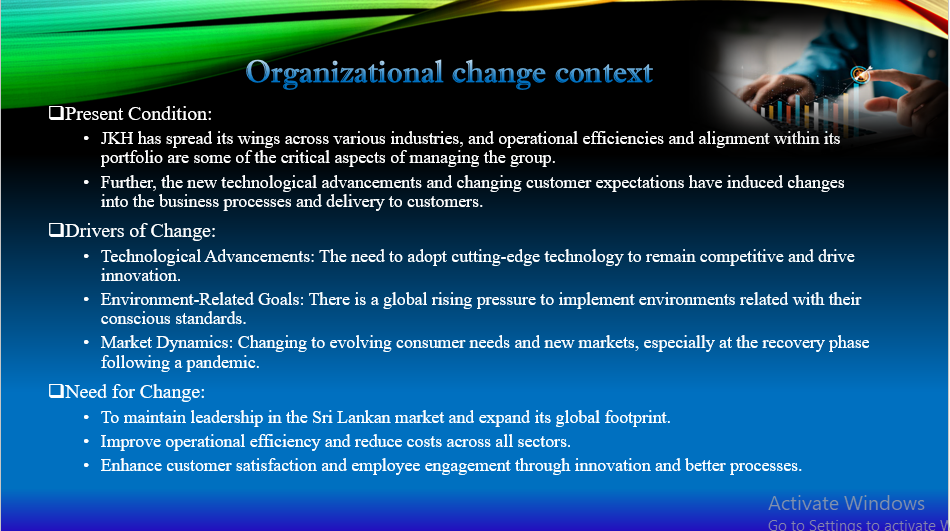 Organizational change context
❑Present Condition:
• JKH has spread its wings across various industries, and operational efficiencies and alignment within its
portfolio are some of the critical aspects of managing the group.
• Further, the new technological advancements and changing customer expectations have induced changes
into the business processes and delivery to customers.
❑Drivers of Change:
• Technological Advancements: The need to adopt cutting-edge technology to remain competitive and drive
innovation.
• Environment-Related Goals: There is a global rising pressure to implement environments related with their
conscious standards.
• Market Dynamics: Changing to evolving consumer needs and new markets, especially at the recovery phase
following a pandemic.
❑Need for Change:
• To maintain leadership in the Sri Lankan market and expand its global footprint.
• Improve operational efficiency and reduce costs across all sectors.
• Enhance customer satisfaction and employee engagement through innovation and better processes.
Activate Windows
Go to Settings to activate W